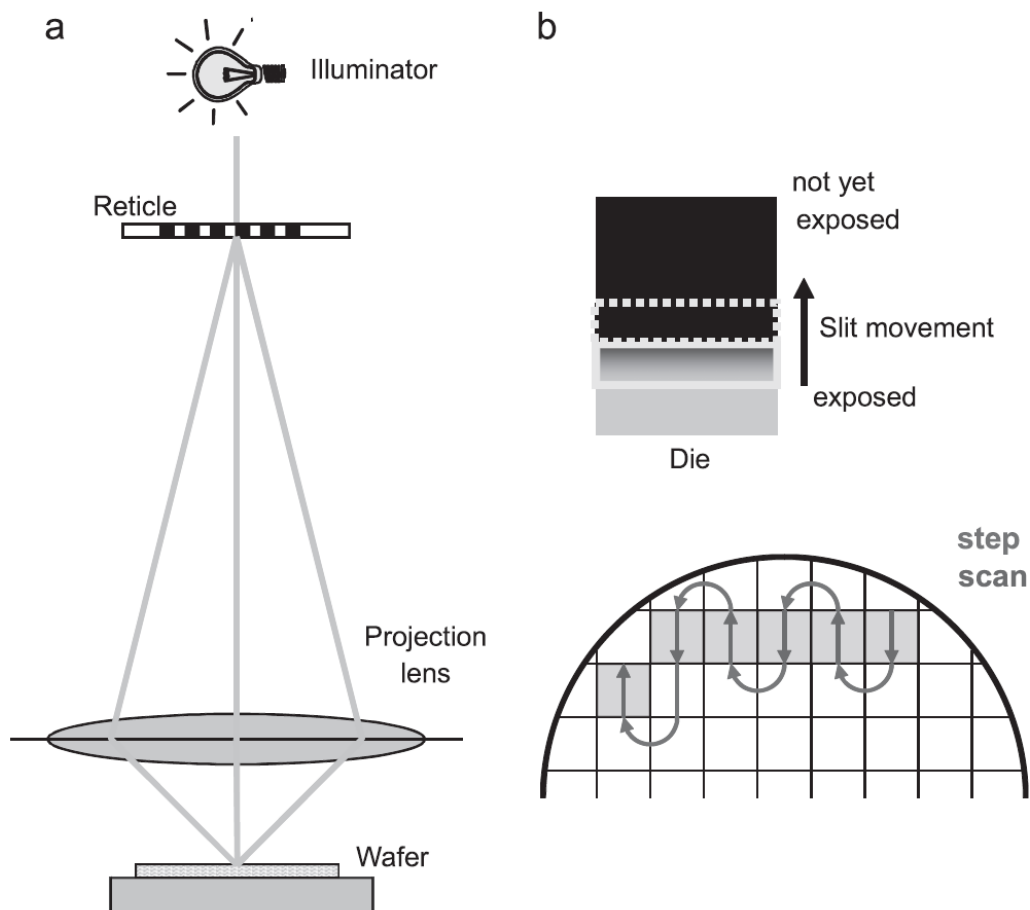 a
Illuminator
Reticle
Projection
lens
Wafer
b
not yet
exposed
Slit movement
exposed
Die
step
scan